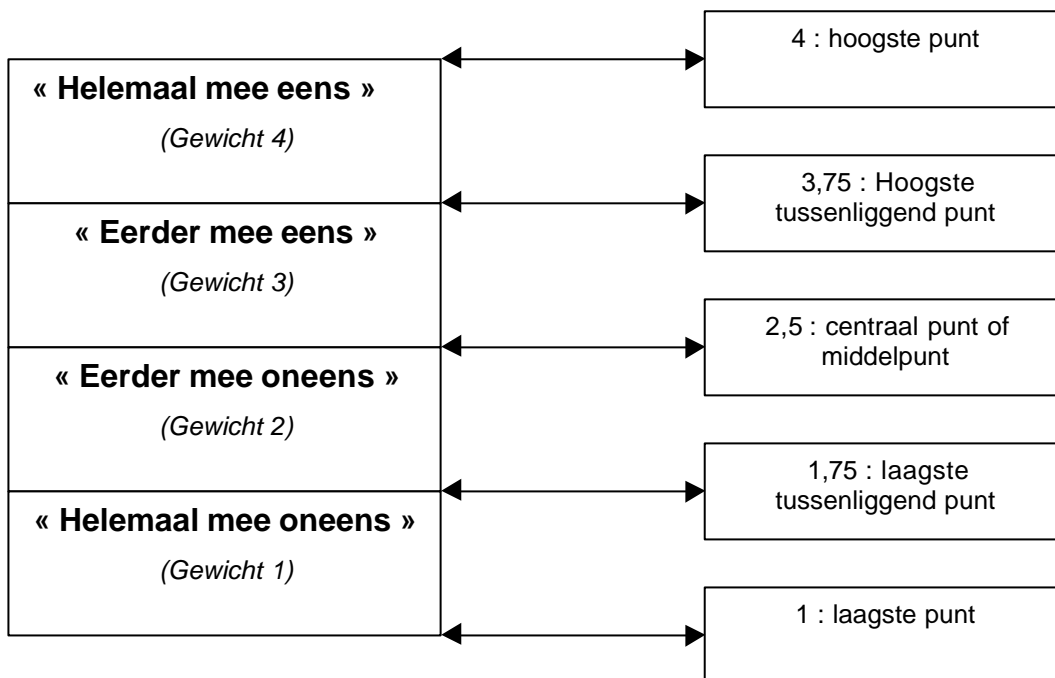 4 : hoogste punt
« Helemaal mee eens »
(Gewicht 4)
3,75 : Hoogste
tussenliggend punt
« Eerder mee eens »
(Gewicht 3)
2,5 : centraal punt of
middelpunt
« Eerder mee oneens »
(Gewicht 2)
1,75 : laagste
tussenliggend punt
« Helemaal mee oneens »
(Gewicht 1)
1 : laagste punt